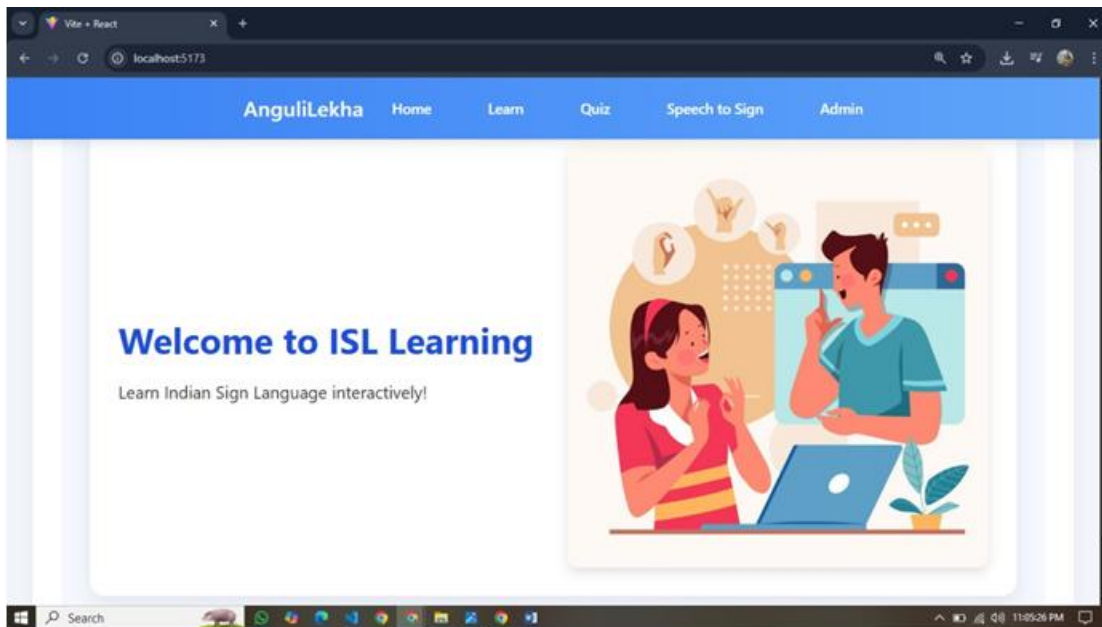 Vite + React
localhost:5173
AnguliLekha Home Learn Quiz Speech to Sign Admin
Welcome to ISL Learning
Learn Indian Sign Language interactively!
Search
11:05:26 PM